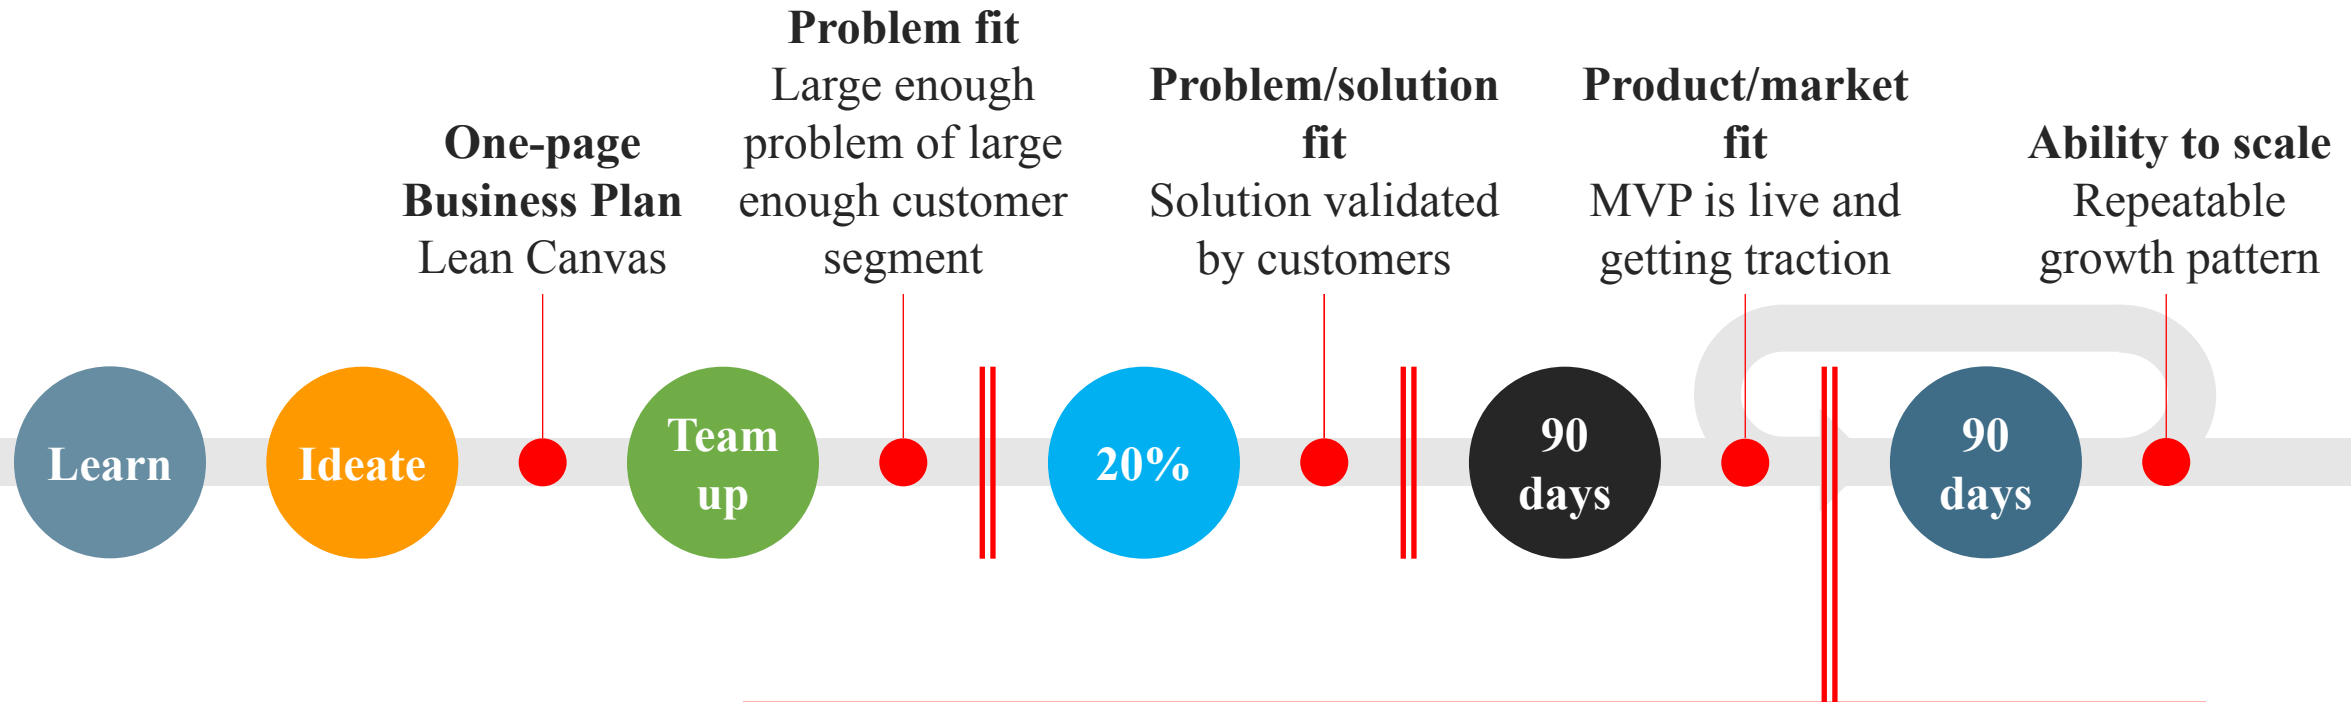 One-page
Business Plan
Lean Canvas
Problem fit
Large enough
problem of large
enough customer
segment
Problem/solution
fit
Solution validated
by customers
Product/market
fit
MVP is live and
getting traction
Ability to scale
Repeatable
growth pattern
Learn
Ideate
Team
up
20%
90
days
90
days